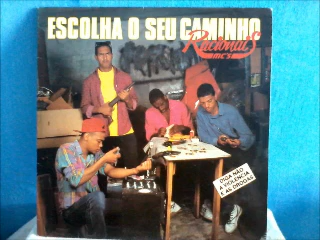 ESCOLHA O SEU CAMINHO
Racionais
MC'S
DIGA NÃO
À VIOLÊNCIA
E ÀS DROGAS